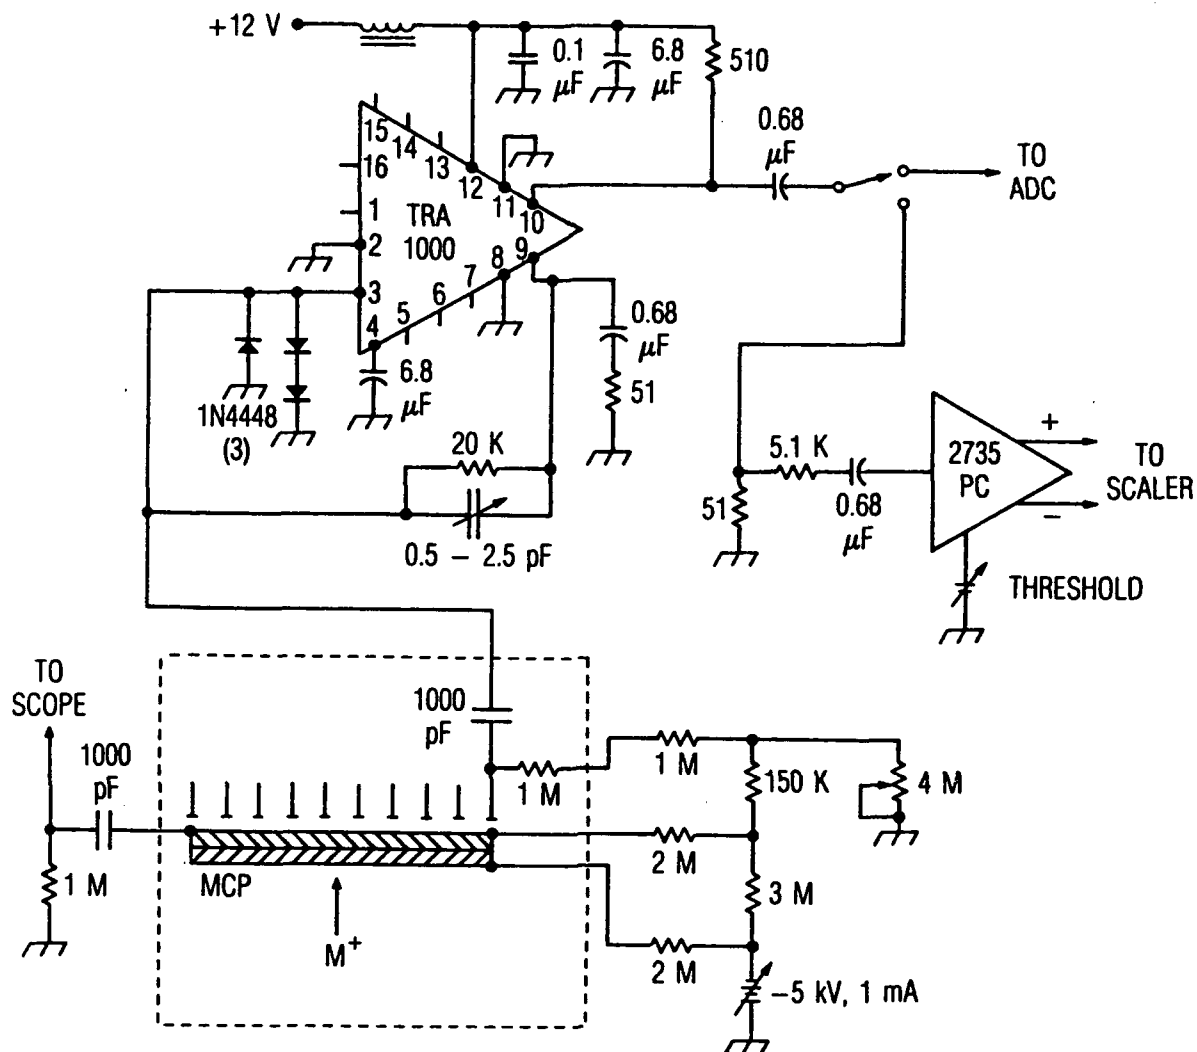 +12 V
0.1
µF
6.8
µF
510
0.68
µF
TO
ADC
15
14
13
12
11
10
16
1
2
3
4
5
6
7
8
9
TRA
1000
1N4448
(3)
6.8
µF
0.68
µF
51
20 K
0.5 – 2.5 pF
5.1 K
0.68
µF
51
2735
PC
+
–
TO
SCALER
THRESHOLD
TO
SCOPE
1000
pF
1 M
1000
pF
1 M
1 M
150 K
4 M
2 M
3 M
2 M
MCP
M+
–5 kV, 1 mA